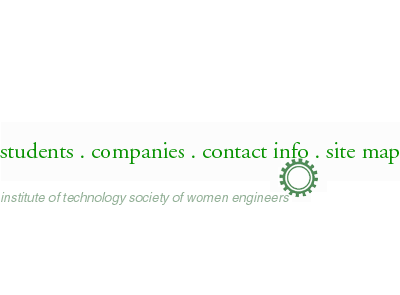 students . companies . contact info . site map
institute of technology society of women engineers